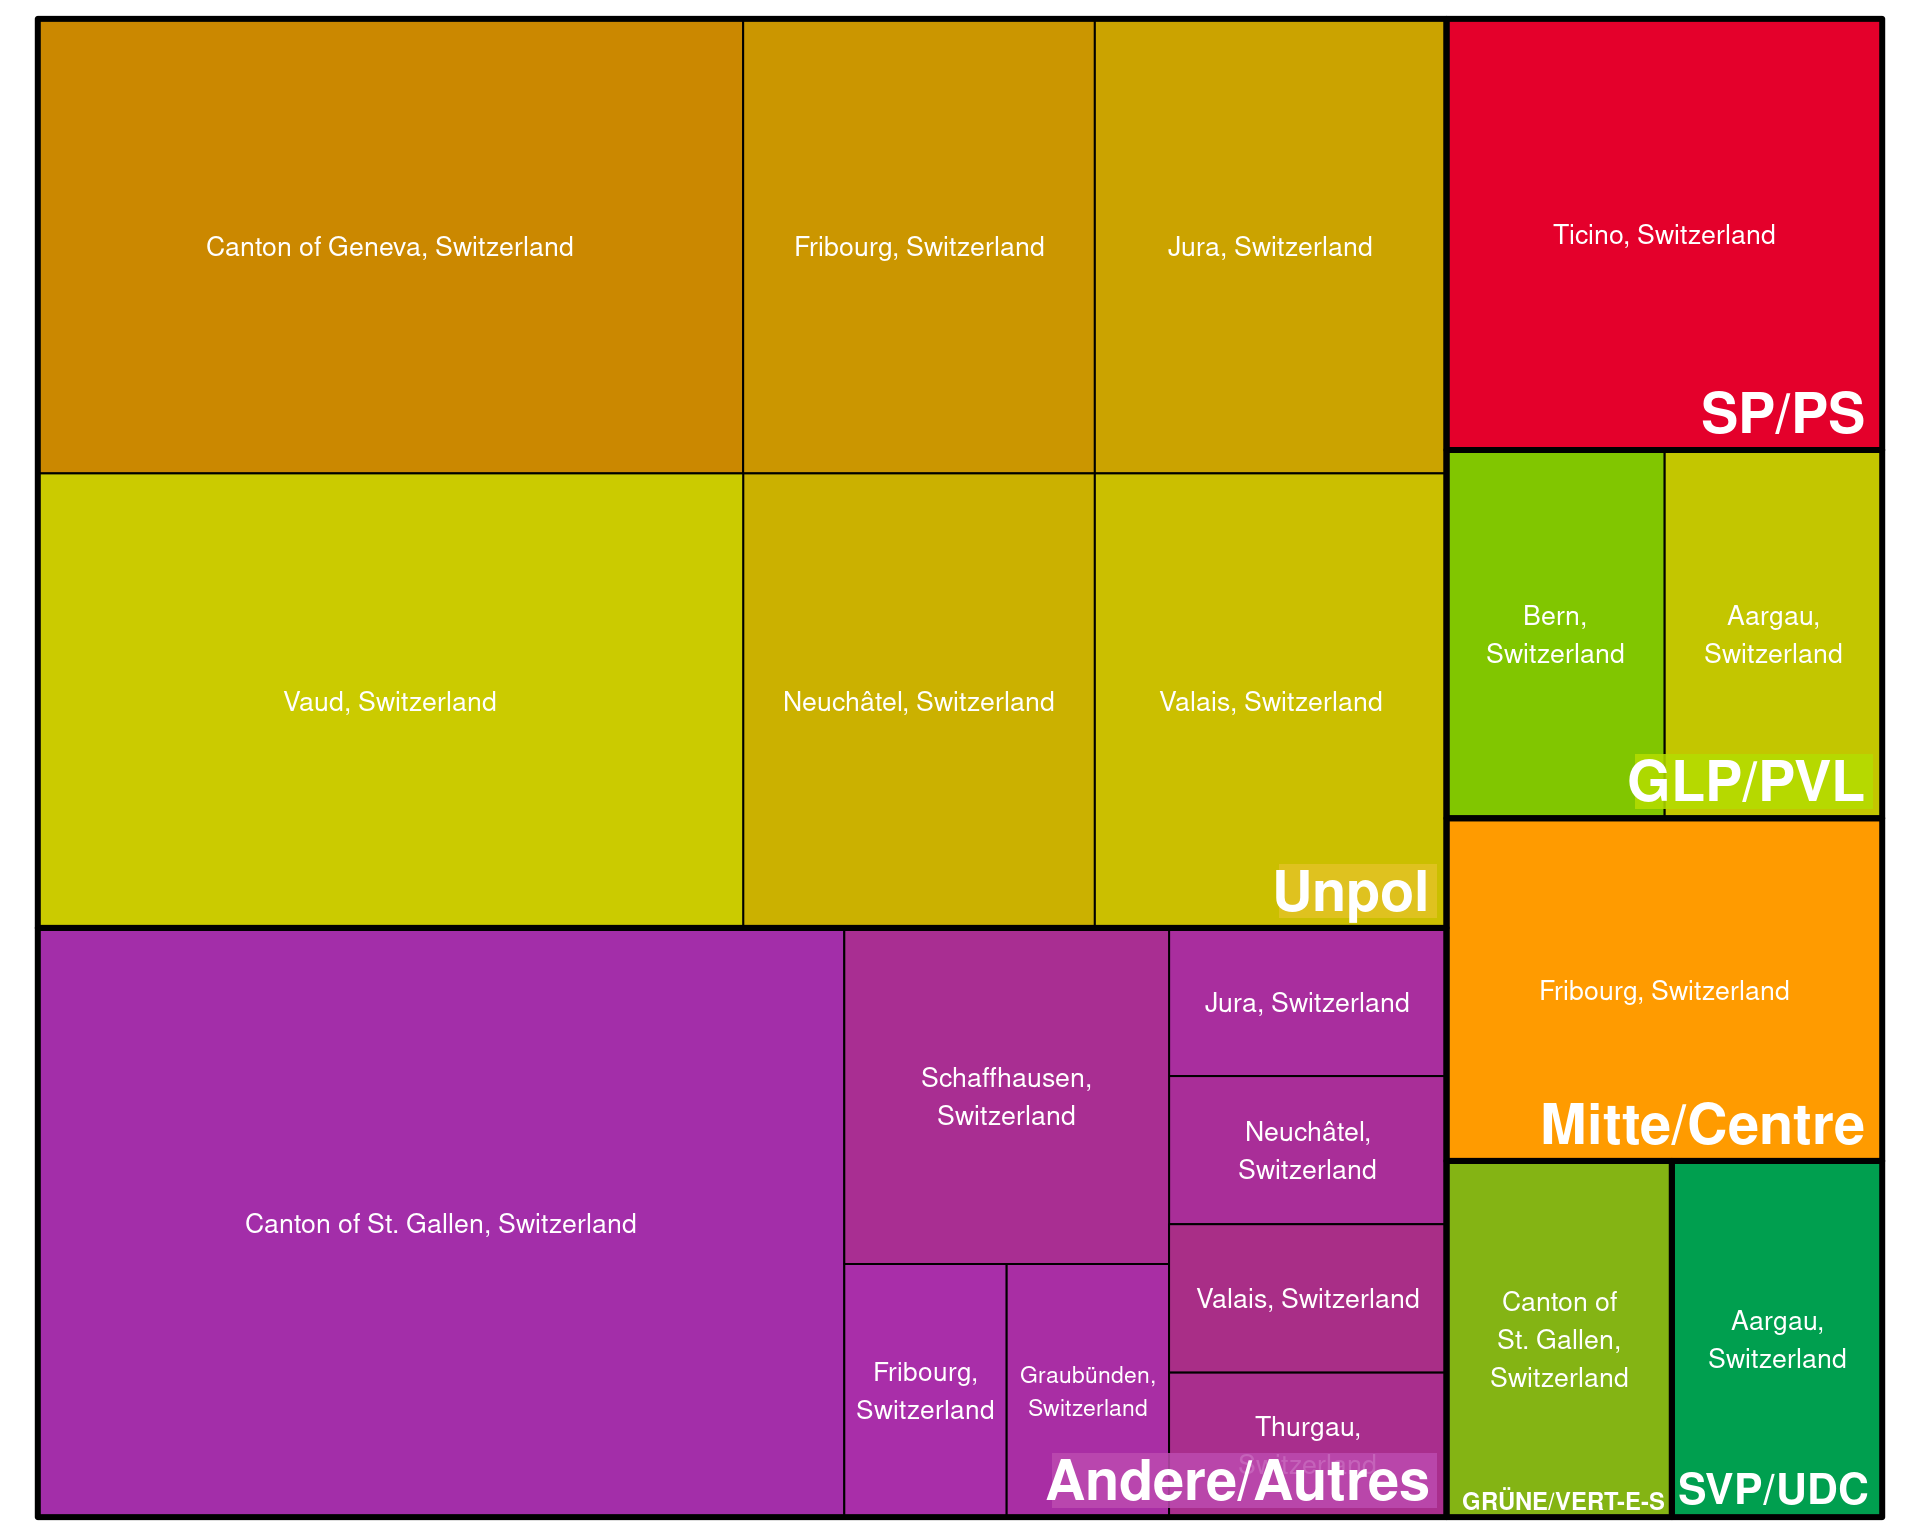 Canton of Geneva, Switzerland
Fribourg, Switzerland
Jura, Switzerland
Vaud, Switzerland
Neuchâtel, Switzerland
Valais, Switzerland
Unpol
Canton of St. Gallen, Switzerland
Schaffhausen,
Switzerland
Fribourg,
Switzerland
Graubünden,
Switzerland
Jura, Switzerland
Neuchâtel,
Switzerland
Valais, Switzerland
Thurgau,
Switzerland
Andere/Autres
Ticino, Switzerland
SP/PS
Bern,
Switzerland
Aargau,
Switzerland
GLP/PVL
Fribourg, Switzerland
Mitte/Centre
Canton of
St. Gallen,
Switzerland
GRÜNE/VERT-E-S
Aargau,
Switzerland
SVP/UDC